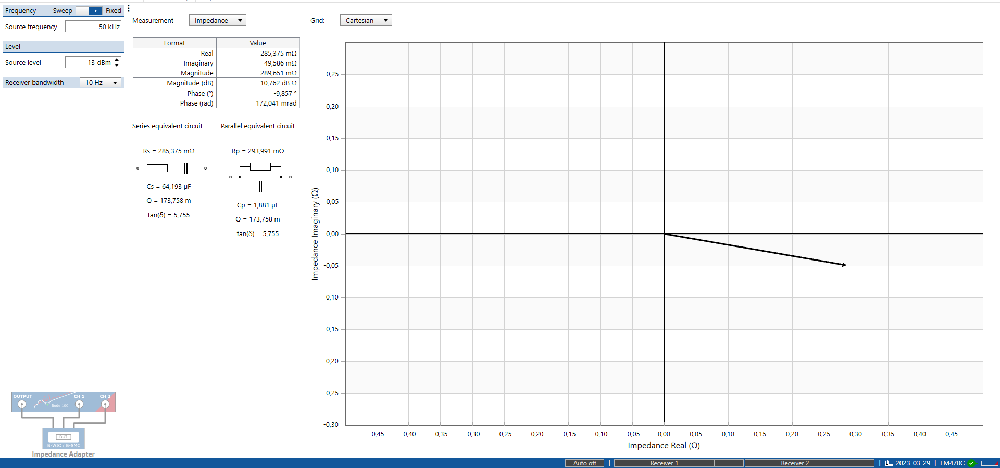 Frequency Sweep Fixed
Source frequency 50 kHz
Level
Source level 13 dBm
Receiver bandwidth 10 Hz
OUTPUT CH 1 CH 2
Bode 100
DUT
B-WIC / B-SMC
Impedance Adapter
Measurement Impedance
Grid: Cartesian
Format Value
Real 285,375 mΩ
Imaginary -49,586 mΩ
Magnitude 289,651 mΩ
Magnitude (dB) -10,762 dB Ω
Phase (°) -9,857 °
Phase (rad) -172,041 mrad
Series equivalent circuit
Rs = 285,375 mΩ
Cs = 64,193 µF
Q = 173,758 m
tan(δ) = 5,755
Parallel equivalent circuit
Rp = 293,991 mΩ
Cp = 1,881 µF
Q = 173,758 m
tan(δ) = 5,755
Impedance Imaginary (Ω)
0,25
0,20
0,15
0,10
0,05
0,00
-0,05
-0,10
-0,15
-0,20
-0,25
-0,30
-0,45 -0,40 -0,35 -0,30 -0,25 -0,20 -0,15 -0,10 -0,05 0,00 0,05 0,10 0,15 0,20 0,25 0,30 0,35 0,40 0,45
Impedance Real (Ω)
Auto off | Receiver 1 Receiver 2 | 2023-03-29 | LM470C